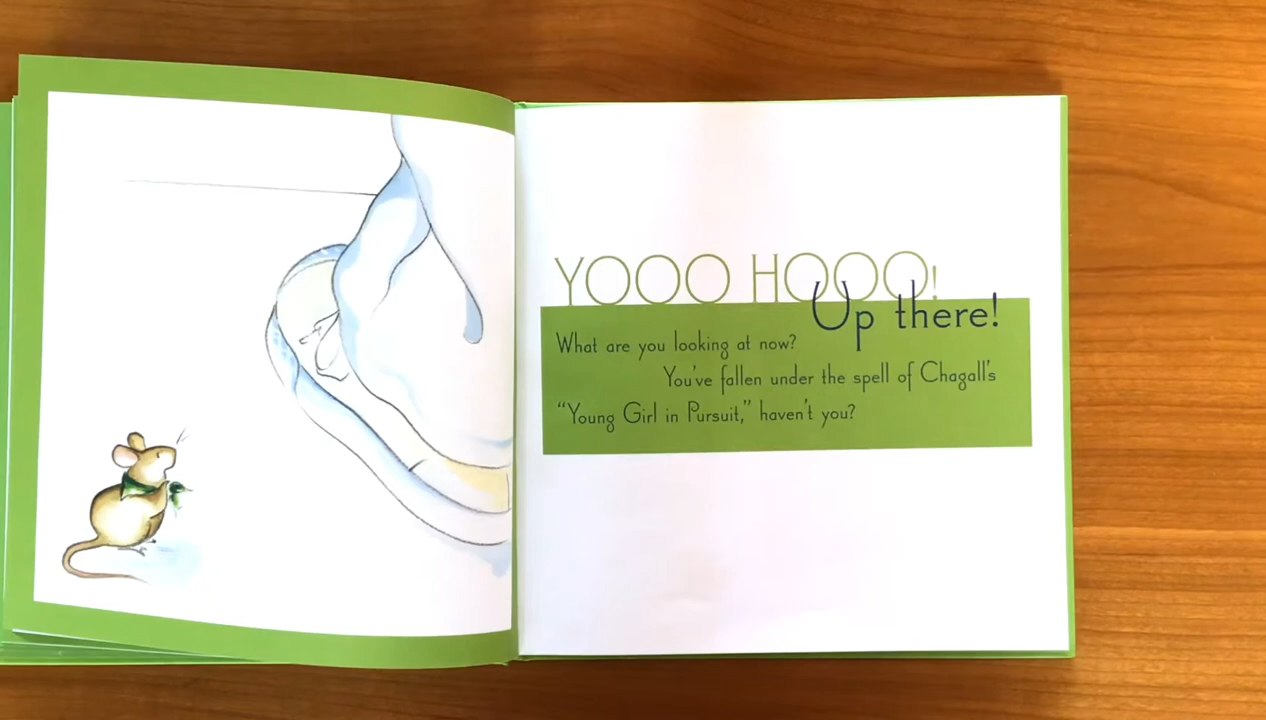 YOOO HOOO!
Up there!
What are you looking at now?
You've fallen under the spell of Chagall's
“Young Girl in Pursuit,” haven't you?